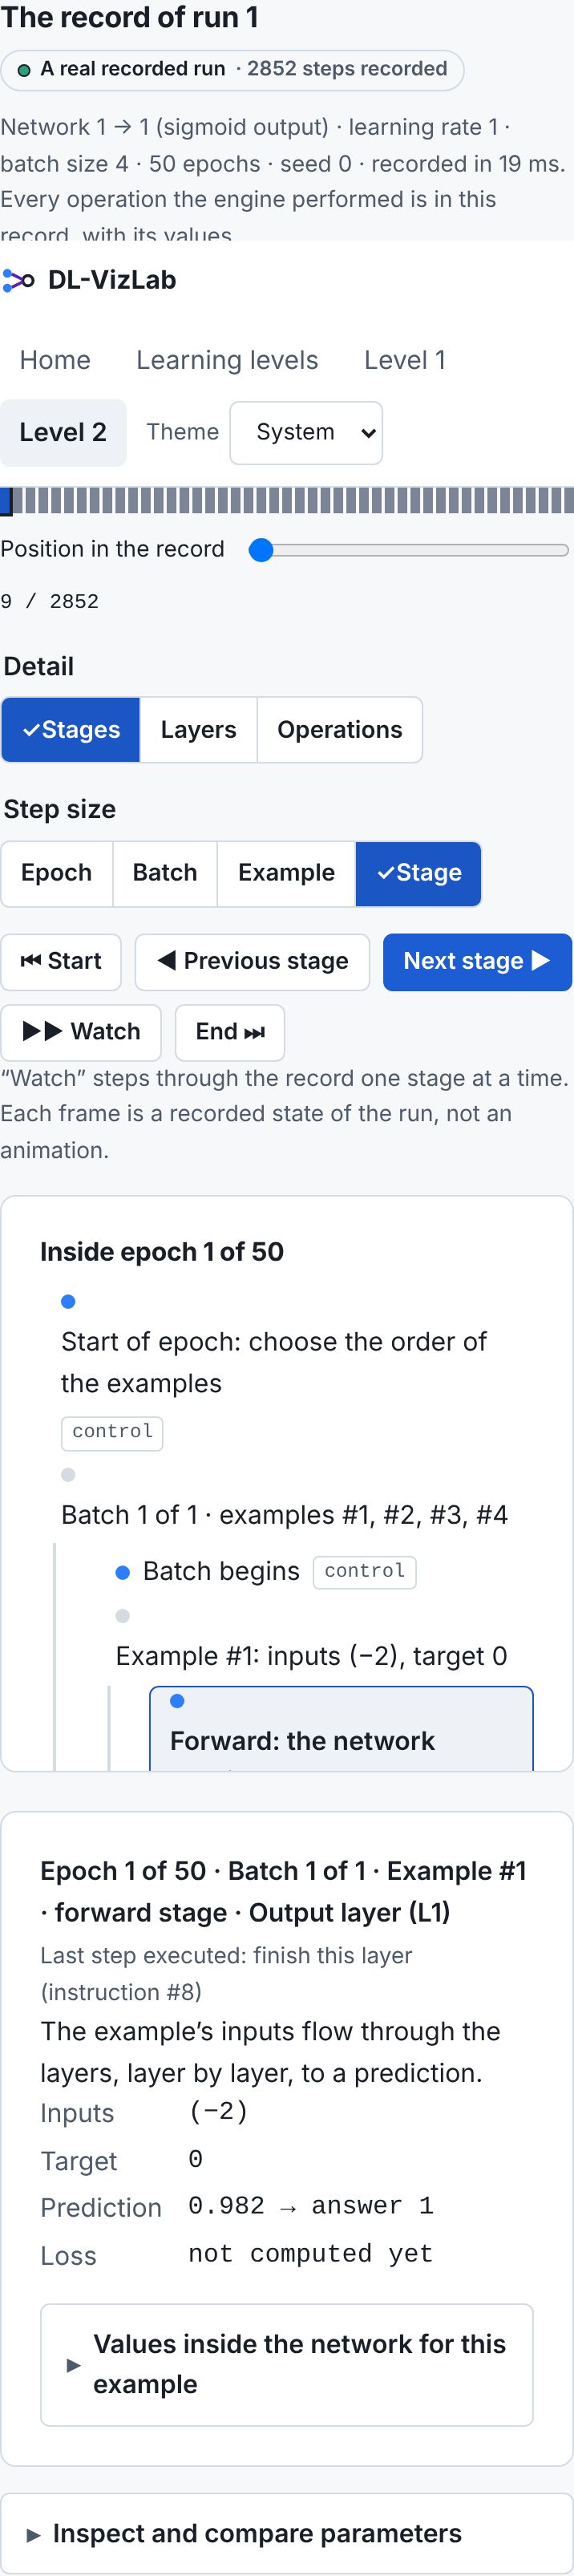 The record of run 1
A real recorded run · 2852 steps recorded
Network 1 → 1 (sigmoid output) · learning rate 1 ·
batch size 4 · 50 epochs · seed 0 · recorded in 19 ms.
Every operation the engine performed is in this
record, with its values
DL-VizLab
Home Learning levels Level 1
Level 2 Theme System
Position in the record
9 / 2852
Detail
✓Stages Layers Operations
Step size
Epoch Batch Example ✓Stage
⏮ Start ◀ Previous stage Next stage ▶
▶▶ Watch End ⏭
“Watch” steps through the record one stage at a time.
Each frame is a recorded state of the run, not an
animation.
Inside epoch 1 of 50
Start of epoch: choose the order of
the examples
control
Batch 1 of 1 · examples #1, #2, #3, #4
Batch begins control
Example #1: inputs (−2), target 0
Forward: the network
Epoch 1 of 50 · Batch 1 of 1 · Example #1
· forward stage · Output layer (L1)
Last step executed: finish this layer
(instruction #8)
The example’s inputs flow through the
layers, layer by layer, to a prediction.
Inputs (−2)
Target 0
Prediction 0.982 → answer 1
Loss not computed yet
▶ Values inside the network for this
example
▶ Inspect and compare parameters